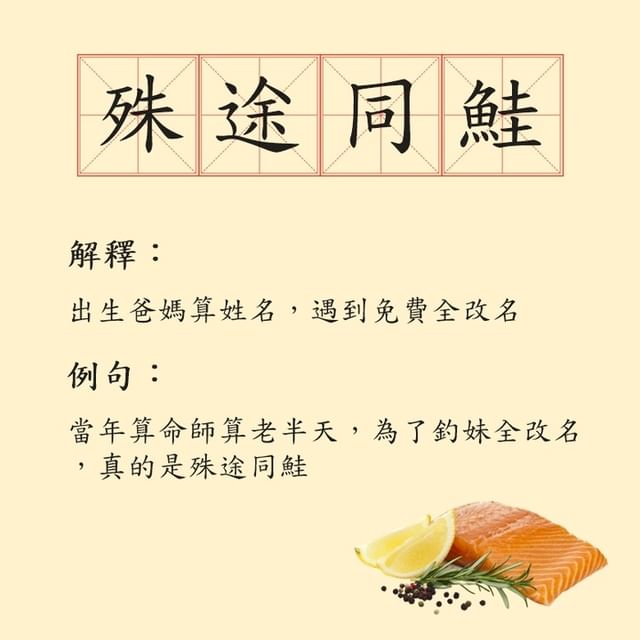 殊途同鮭
解釋：
出生爸媽算姓名，遇到免費全改名
例句：
當年算命師算老半天，為了釣妹全改名
，真的是殊途同鮭